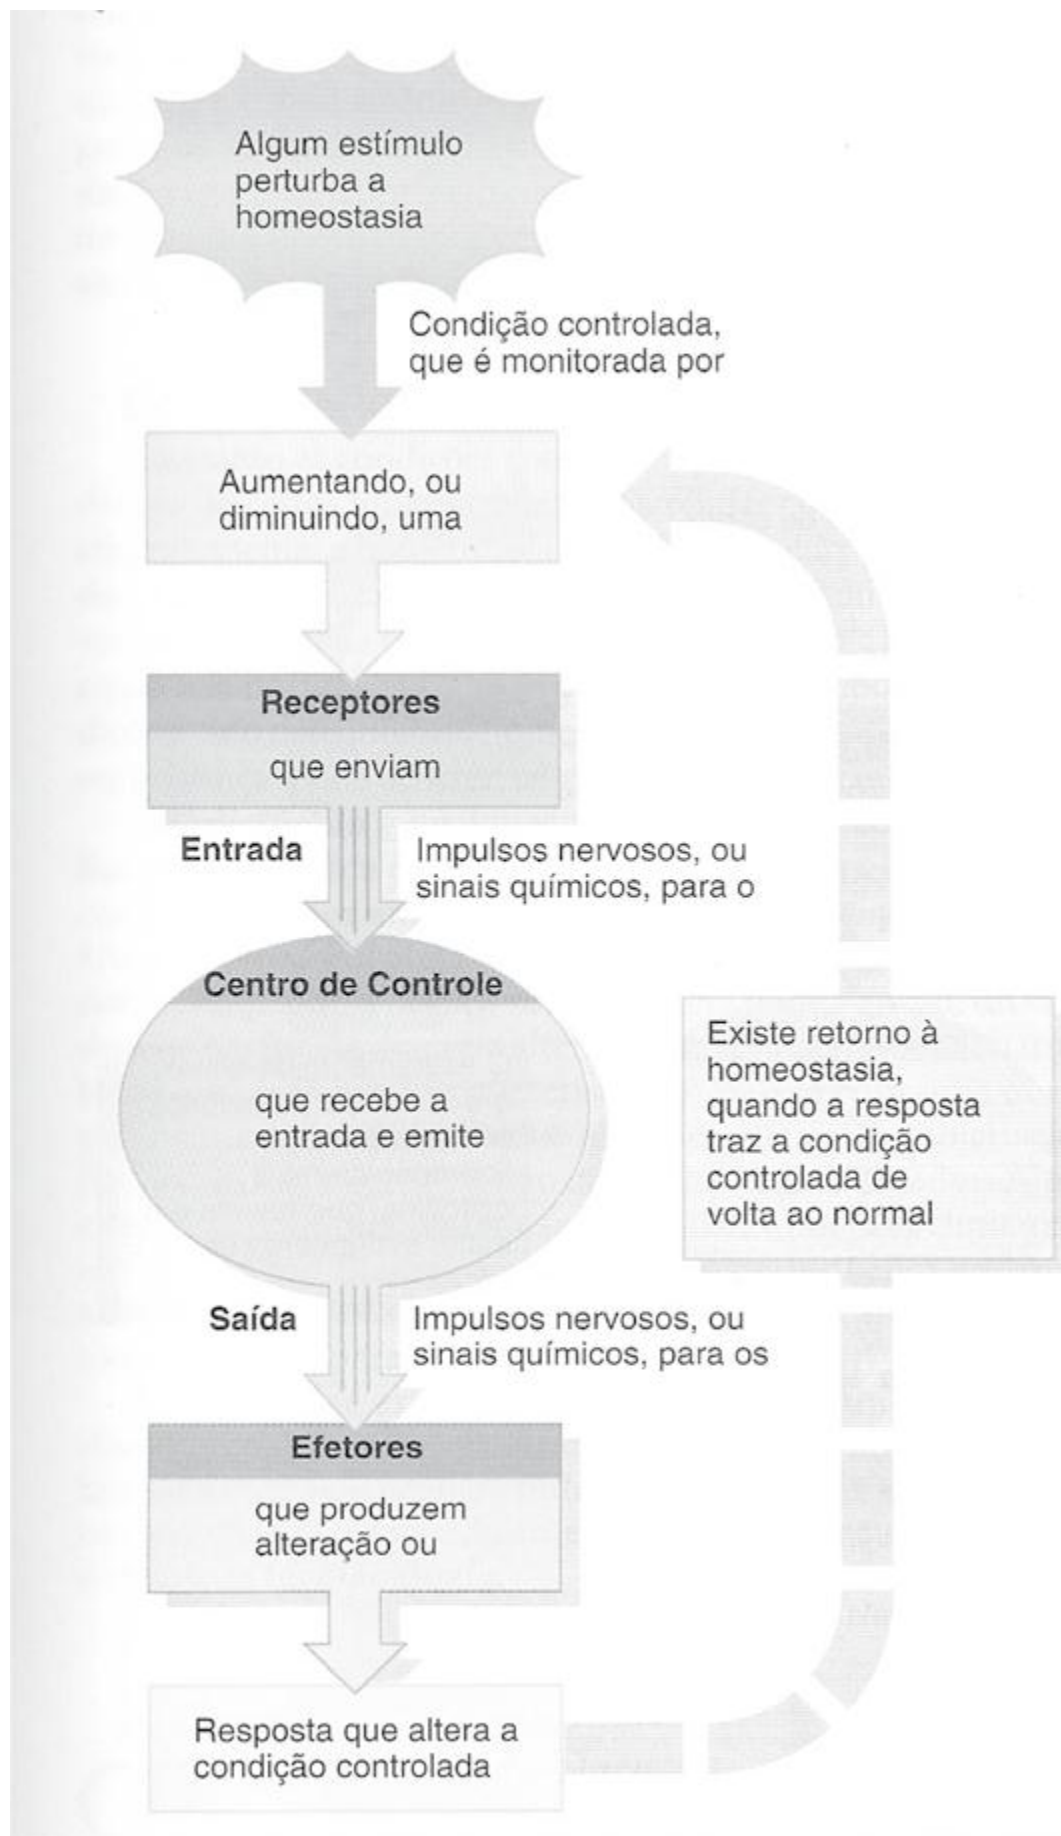 Algum estímulo
perturba a
homeostasia
Condição controlada,
que é monitorada por
Aumentando, ou
diminuindo, uma
Receptores
que enviam
Entrada
Impulsos nervosos, ou
sinais químicos, para o
Centro de Controle
que recebe a
entrada e emite
Existe retorno à
homeostasia,
quando a resposta
traz a condição
controlada de
volta ao normal
Saída
Impulsos nervosos, ou
sinais químicos, para os
Efetores
que produzem
alteração ou
Resposta que altera a
condição controlada